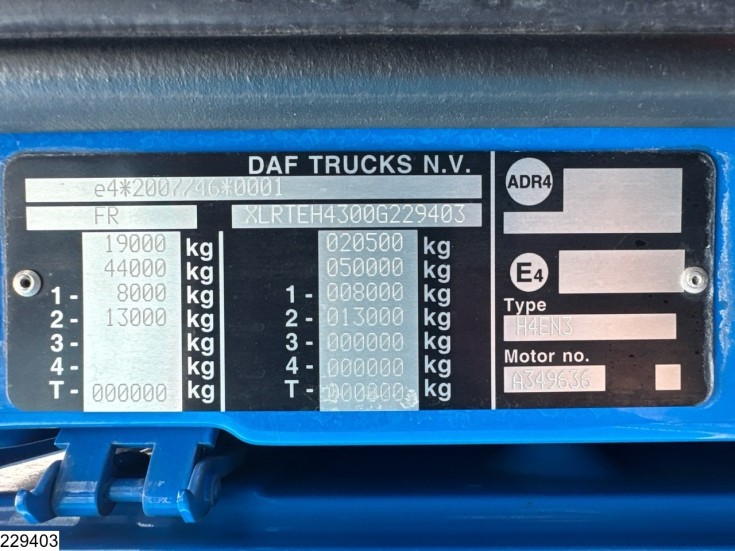 DAF TRUCKS N.V.
e4*2007/46*0001
FR XLRTEH4300G229403
19000 kg 020500 kg
44000 kg 050000 kg
1- 8000 kg 1- 008000 kg
2- 13000 kg 2- 013000 kg
3- kg 3- 000000 kg
4- kg 4- 000000 kg
T- 000000 kg T- 000000 kg
ADR4
E4
Type
H4EN3
Motor no.
A349636
229403